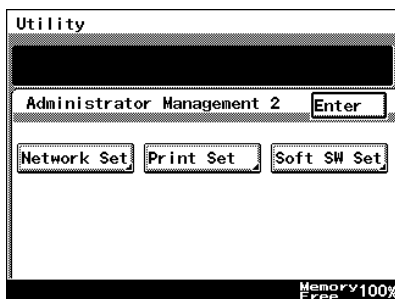 Utility
Administrator Management 2 Enter
Network Set Print Set Soft SW Set
Memory 100%
Free